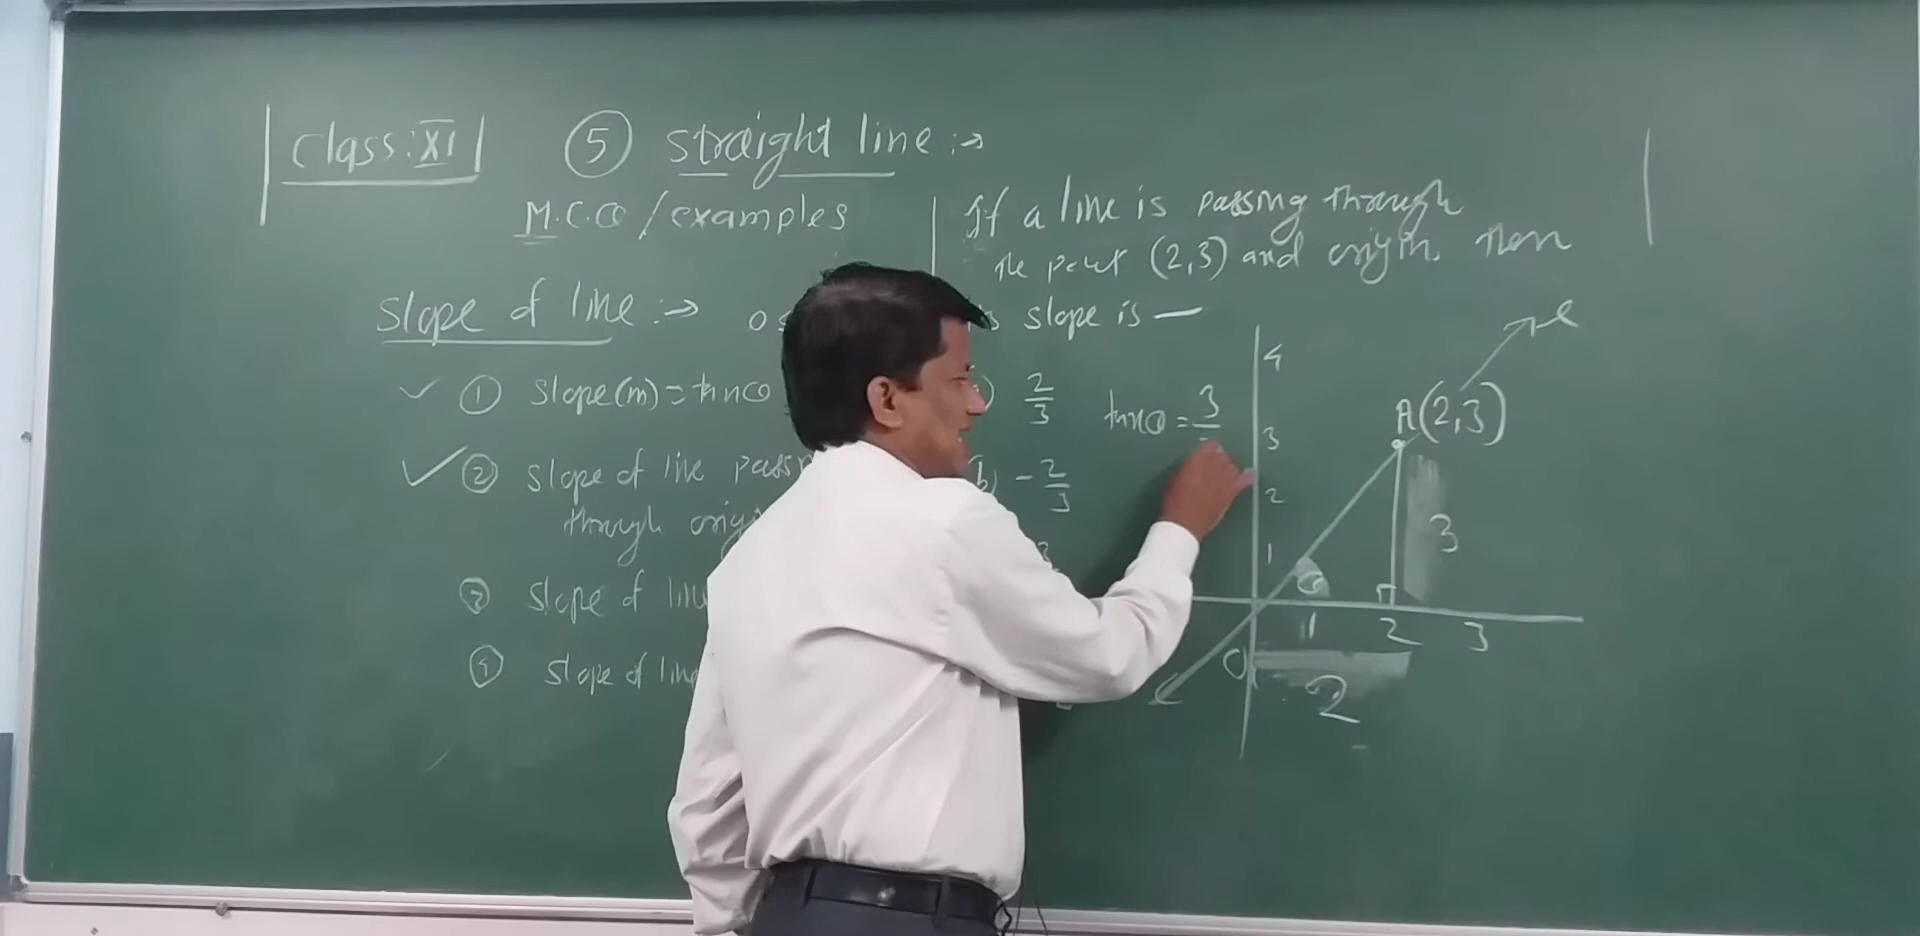 Class: XI
5 Straight line :→
M.C.Q / examples
Slope of line :→
✓ ① Slope(m) = tanθ
✓ ② Slope of line
through
③ Slope of line
④ Slope of line
If a line is passing through
the point (2,3) and origin. Then
slope is —
2/3
b) - 2/3
tanθ = 3
4
3
2
1
A(2,3)
l
3
θ
1 2 3
O
2